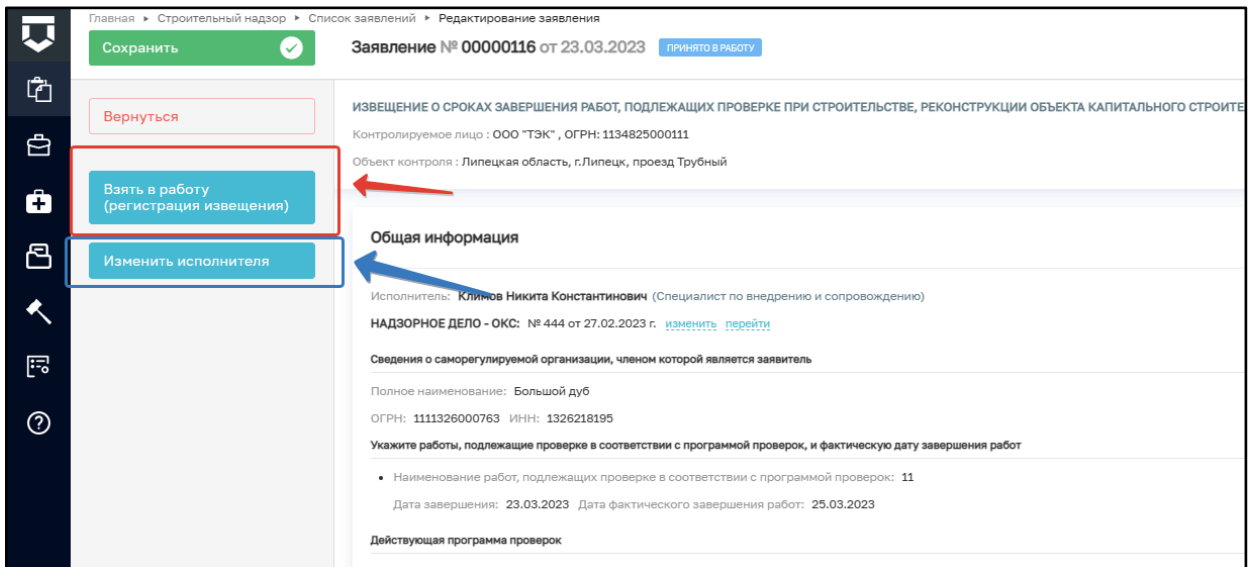 Главная ▸ Строительный надзор ▸ Список заявлений ▸ Редактирование заявления
Сохранить
Заявление № 00000116 от 23.03.2023 ПРИНЯТО В РАБОТУ
Вернуться
Взять в работу
(регистрация извещения)
Изменить исполнителя
ИЗВЕЩЕНИЕ О СРОКАХ ЗАВЕРШЕНИЯ РАБОТ, ПОДЛЕЖАЩИХ ПРОВЕРКЕ ПРИ СТРОИТЕЛЬСТВЕ, РЕКОНСТРУКЦИИ ОБЪЕКТА КАПИТАЛЬНОГО СТРОИТЕ
Контролируемое лицо : ООО "ТЭК" , ОГРН: 1134825000111
Объект контроля : Липецкая область, г.Липецк, проезд Трубный
Общая информация
Исполнитель: Климов Никита Константинович (Специалист по внедрению и сопровождению)
НАДЗОРНОЕ ДЕЛО - ОКС: № 444 от 27.02.2023 г. изменить перейти
Сведения о саморегулируемой организации, членом которой является заявитель
Полное наименование: Большой дуб
ОГРН: 1111326000763 ИНН: 1326218195
Укажите работы, подлежащие проверке в соответствии с программой проверок, и фактическую дату завершения работ
• Наименование работ, подлежащих проверке в соответствии с программой проверок: 11
Дата завершения: 23.03.2023 Дата фактического завершения работ: 25.03.2023
Действующая программа проверок